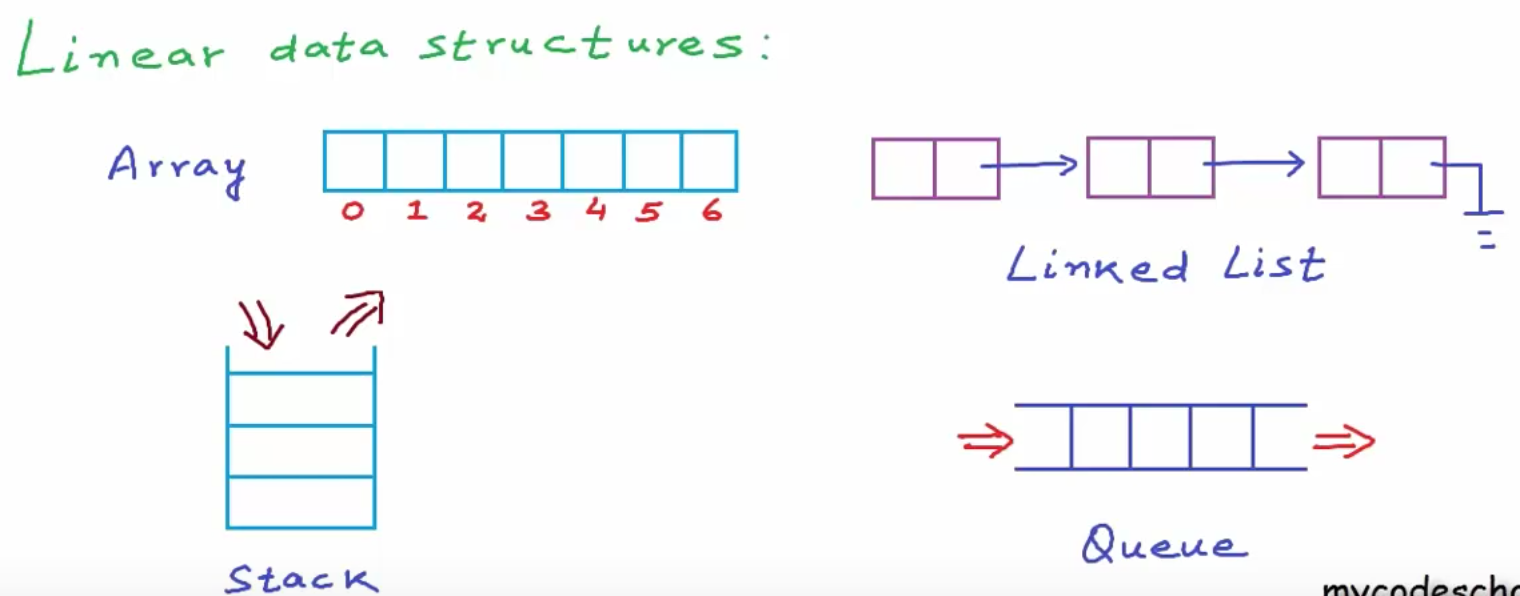 Linear data structures:
Array
0 1 2 3 4 5 6
Linked List
Stack
Queue